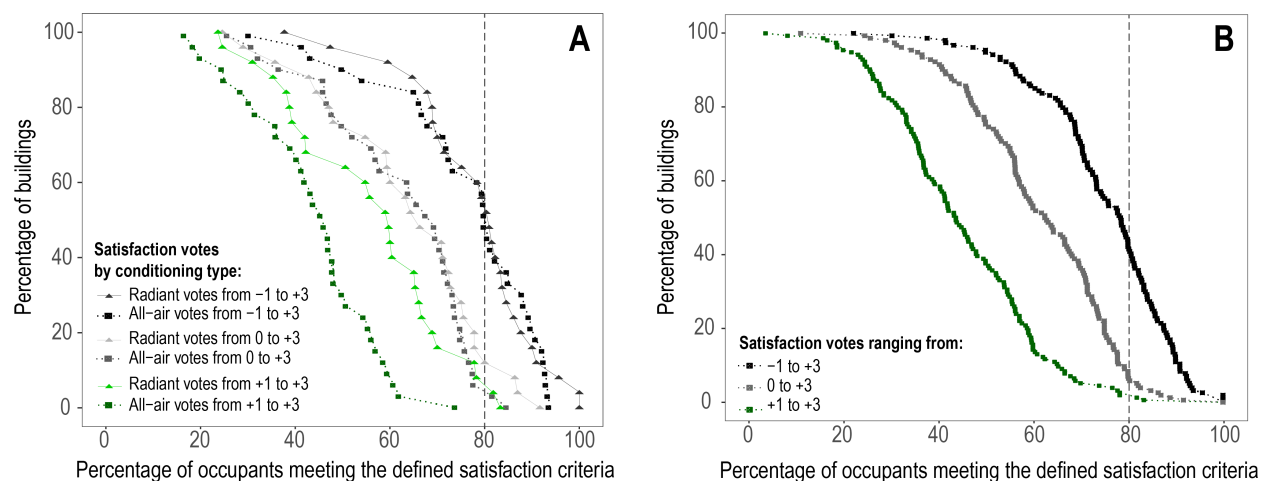 A
Percentage of buildings
100
80
60
40
20
0
Satisfaction votes
by conditioning type:
Radiant votes from −1 to +3
All−air votes from −1 to +3
Radiant votes from 0 to +3
All−air votes from 0 to +3
Radiant votes from +1 to +3
All−air votes from +1 to +3
0 20 40 60 80 100
Percentage of occupants meeting the defined satisfaction criteria
B
Percentage of buildings
100
80
60
40
20
0
Satisfaction votes ranging from:
−1 to +3
0 to +3
+1 to +3
0 20 40 60 80 100
Percentage of occupants meeting the defined satisfaction criteria